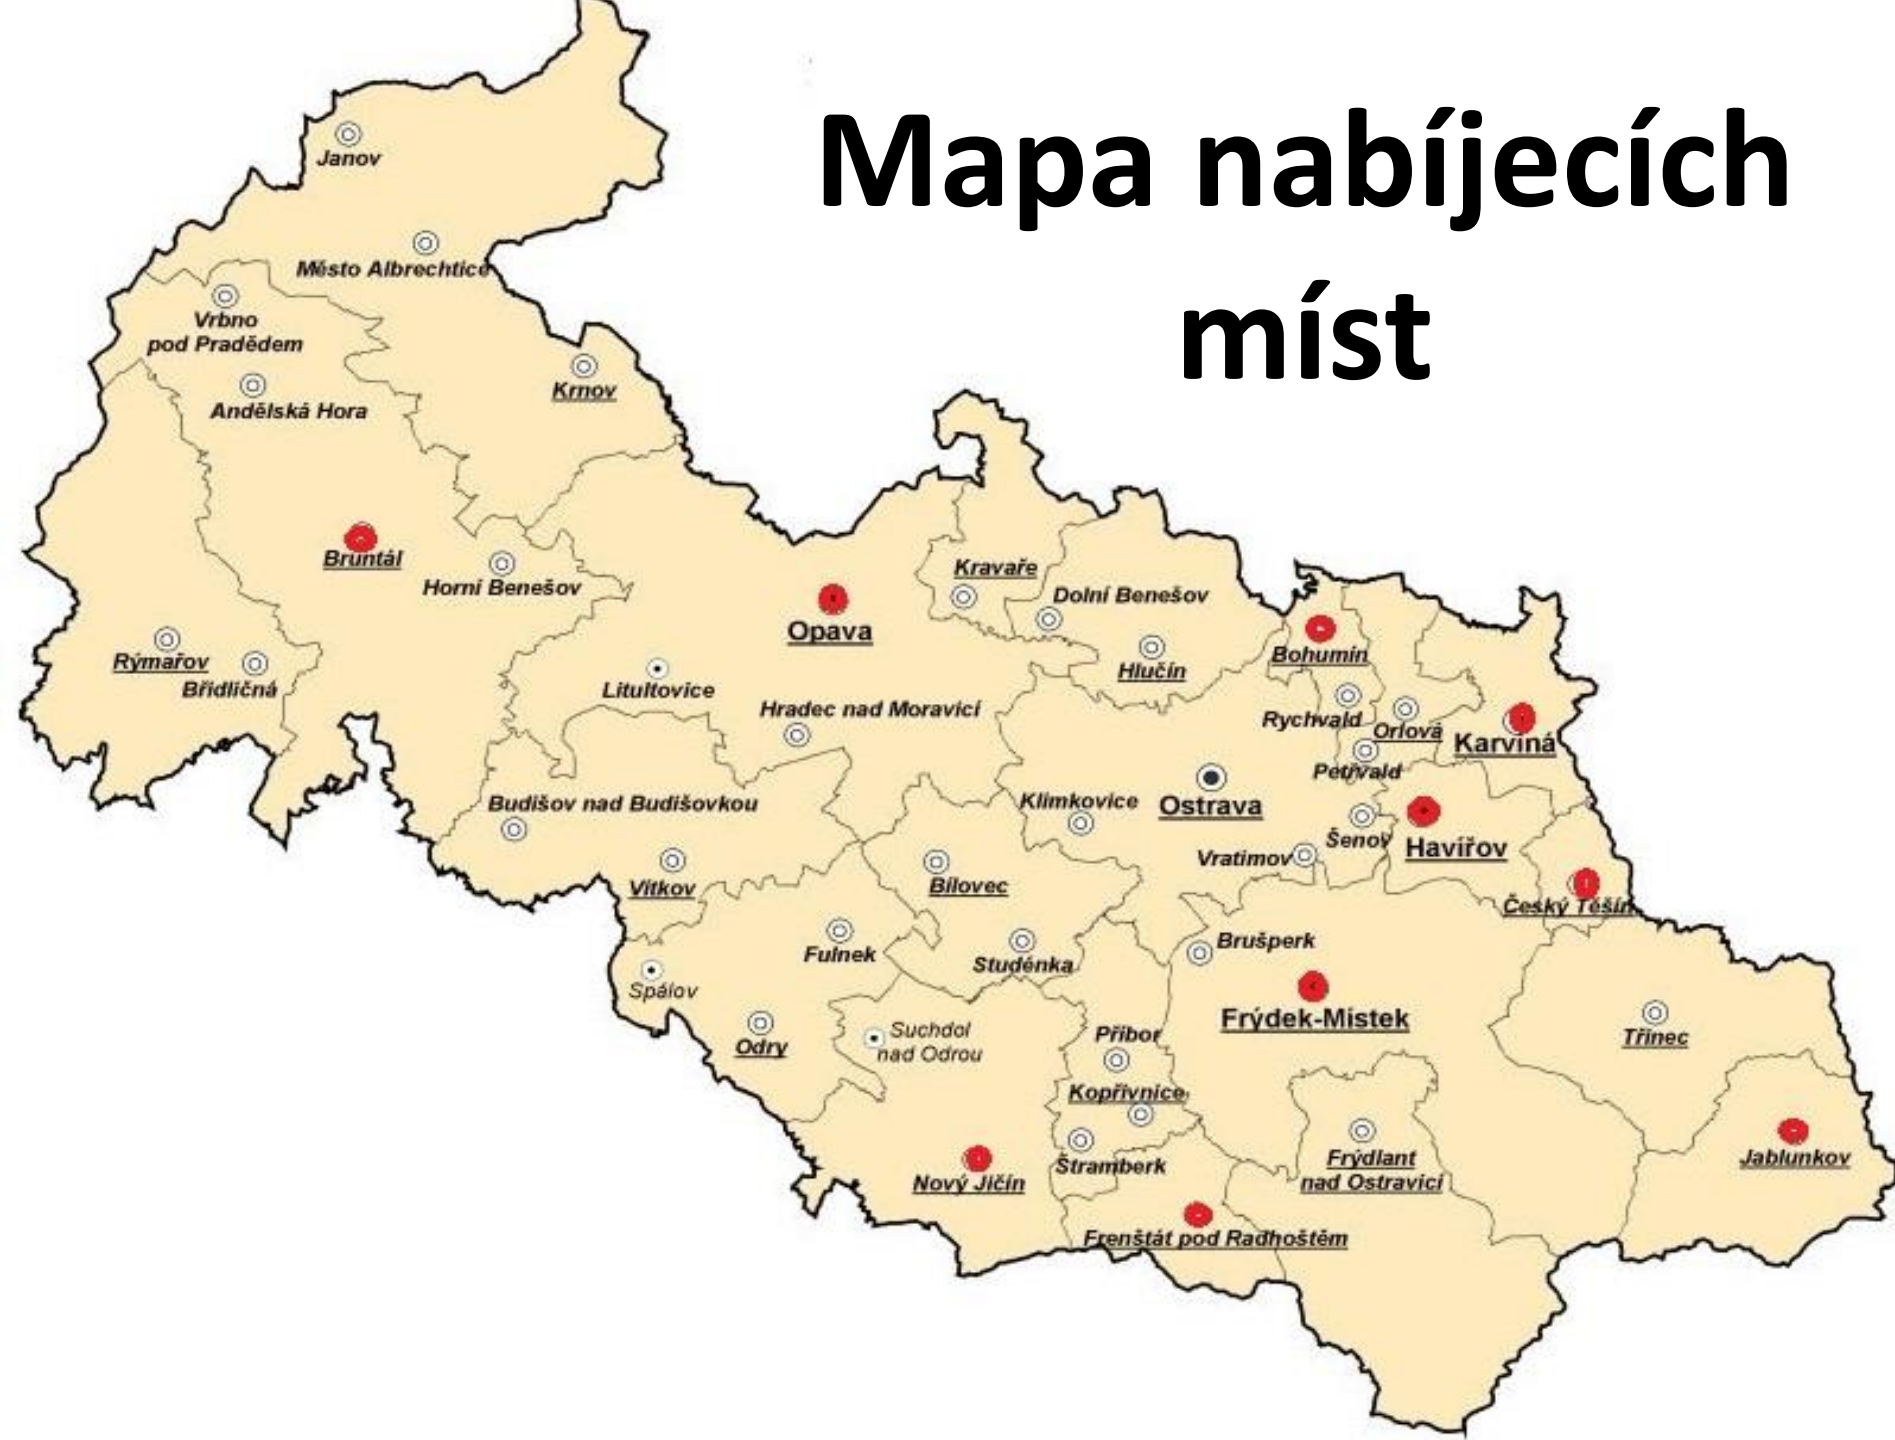 Mapa nabíjecích
míst
Janov
Město Albrechtice
Vrbno
pod Pradědem
Krnov
Andělská Hora
Bruntál
Horní Benešov
Kravaře
Dolní Benešov
Opava
Bohumín
Rýmařov
Hlučín
Břidličná
Litultovice
Hradec nad Moravicí
Rychvald
Orlová
Karviná
Petřvald
Budišov nad Budišovkou
Klimkovice
Ostrava
Šenov
Havířov
Vratimov
Vítkov
Bílovec
Český Těšín
Brušperk
Fulnek
Studénka
Spálov
Frýdek-Místek
Suchdol
nad Odrou
Příbor
Třinec
Odry
Kopřivnice
Štramberk
Frýdlant
nad Ostravicí
Jablunkov
Nový Jičín
Frenštát pod Radhoštěm